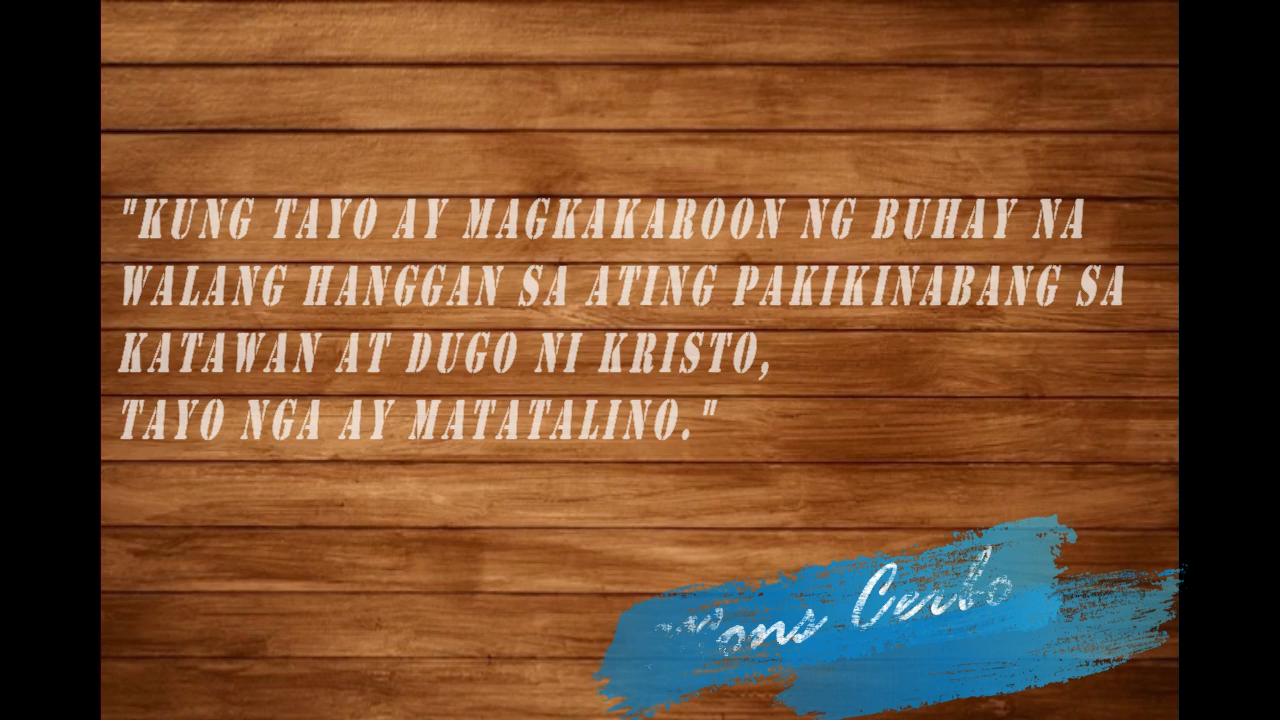 "KUNG TAYO AY MAGKAKAROON NG BUHAY NA
WALANG HANGGAN SA ATING PAKIKINABANG SA
KATAWAN AT DUGO NI KRISTO,
TAYO NGA AY MATATALINO."
Cerbo